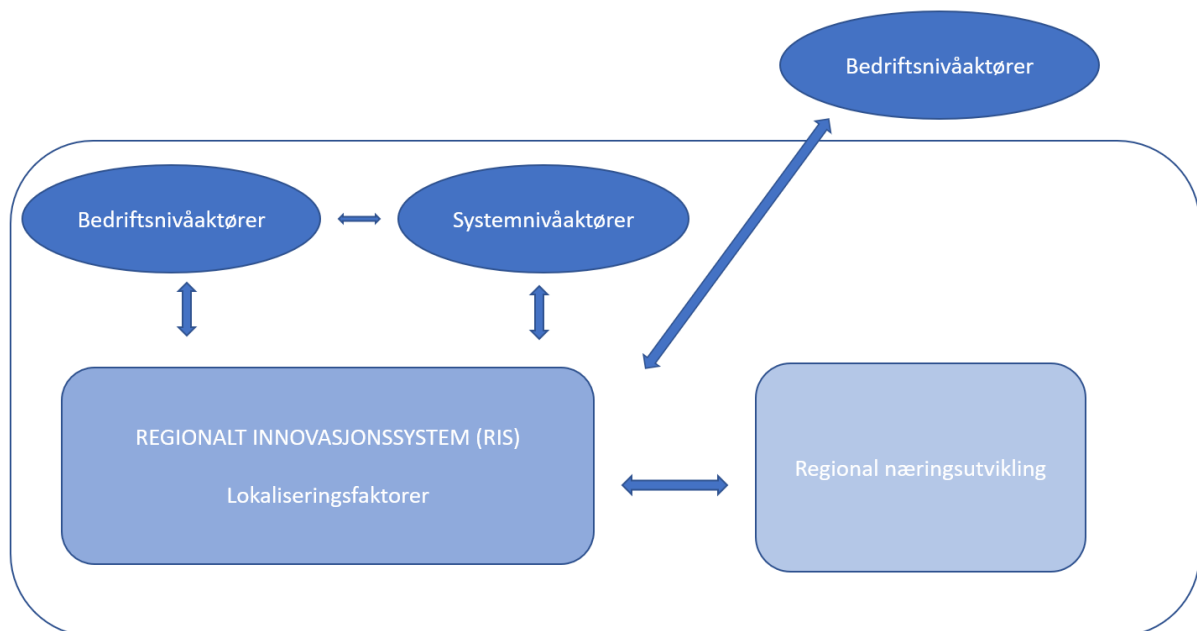 Bedriftsnivåaktører
Bedriftsnivåaktører
Systemnivåaktører
REGIONALT INNOVASJONSSYSTEM (RIS)
Lokaliseringsfaktorer
Regional næringsutvikling